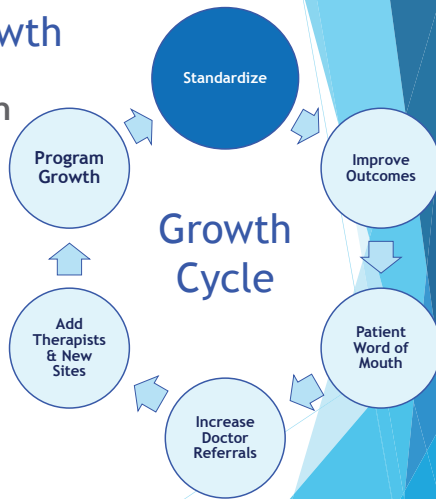 wth
n
Standardize
Improve
Outcomes
Patient
Word of
Mouth
Increase
Doctor
Referrals
Add
Therapists
& New
Sites
Program
Growth
Growth
Cycle